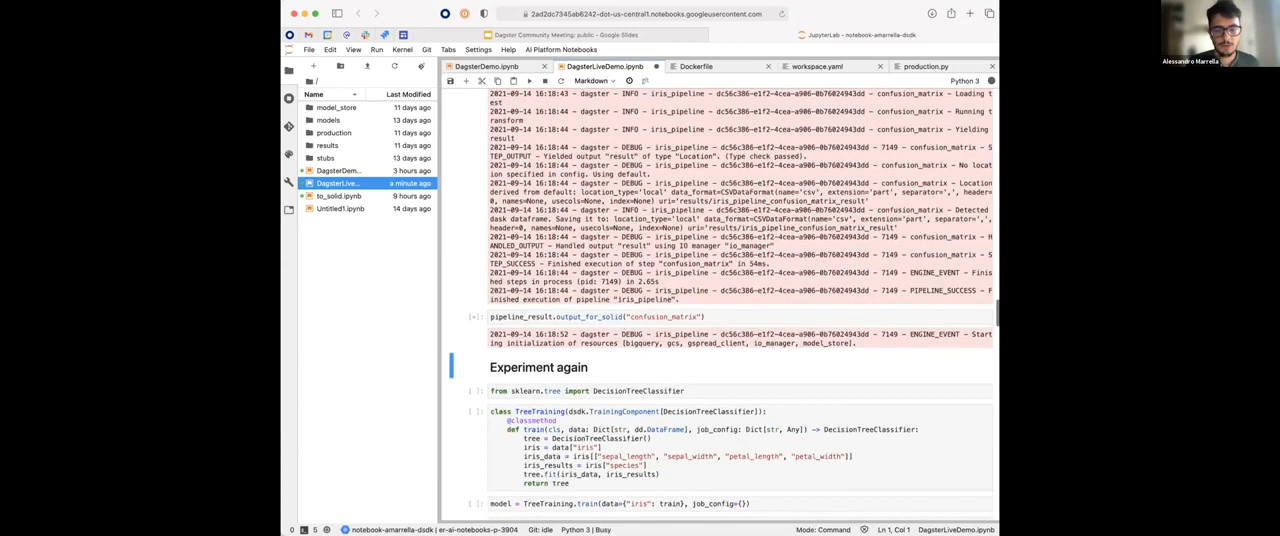 2ad2dc7345ab6242-dot-us-central1.notebooks.googleusercontent.com
Dagster Community Meeting: public - Google Slides
JupyterLab - notebook-amarrella-dsdk
Alessandro Marrella
File Edit View Run Kernel Git Tabs Settings Help AI Platform Notebooks
DagsterDemo.ipynb
DagsterLiveDemo.ipynb
Dockerfile
workspace.yaml
production.py
Markdown
Python 3
/
Name Last Modified
model_store 11 days ago
models 13 days ago
production 11 days ago
results 11 days ago
stubs 13 days ago
DagsterDem... 3 hours ago
DagsterLive... a minute ago
to_solid.ipynb 9 hours ago
Untitled1.ipynb 14 days ago
2021-09-14 16:18:43 - dagster - INFO - iris_pipeline - dc56c386-e1f2-4cea-a906-0b76024943dd - confusion_matrix - Loading t
est
2021-09-14 16:18:44 - dagster - INFO - iris_pipeline - dc56c386-e1f2-4cea-a906-0b76024943dd - confusion_matrix - Running t
ransform
2021-09-14 16:18:44 - dagster - INFO - iris_pipeline - dc56c386-e1f2-4cea-a906-0b76024943dd - confusion_matrix - Yielding
result
2021-09-14 16:18:44 - dagster - DEBUG - iris_pipeline - dc56c386-e1f2-4cea-a906-0b76024943dd - 7149 - confusion_matrix - S
TEP_OUTPUT - Yielded output "result" of type "Location". (Type check passed).
2021-09-14 16:18:44 - dagster - DEBUG - iris_pipeline - dc56c386-e1f2-4cea-a906-0b76024943dd - confusion_matrix - No locat
ion specified in config. Using default.
2021-09-14 16:18:44 - dagster - DEBUG - iris_pipeline - dc56c386-e1f2-4cea-a906-0b76024943dd - confusion_matrix - Location
derived from default: location_type='local' data_format=CSVDataFormat(name='csv', extension='part', separator=',', header=
0, names=None, usecols=None, index=None) uri='results/iris_pipeline_confusion_matrix_result'
2021-09-14 16:18:44 - dagster - INFO - iris_pipeline - dc56c386-e1f2-4cea-a906-0b76024943dd - confusion_matrix - Detected
dask dataframe. Saving it to: location_type='local' data_format=CSVDataFormat(name='csv', extension='part', separator=',',
header=0, names=None, usecols=None, index=None) uri='results/iris_pipeline_confusion_matrix_result'
2021-09-14 16:18:44 - dagster - DEBUG - iris_pipeline - dc56c386-e1f2-4cea-a906-0b76024943dd - 7149 - confusion_matrix - H
ANDLED_OUTPUT - Handled output "result" using IO manager "io_manager"
2021-09-14 16:18:44 - dagster - DEBUG - iris_pipeline - dc56c386-e1f2-4cea-a906-0b76024943dd - 7149 - confusion_matrix - S
TEP_SUCCESS - Finished execution of step "confusion_matrix" in 54ms.
2021-09-14 16:18:44 - dagster - DEBUG - iris_pipeline - dc56c386-e1f2-4cea-a906-0b76024943dd - 7149 - ENGINE_EVENT - Finis
hed steps in process (pid: 7149) in 2.65s
2021-09-14 16:18:44 - dagster - DEBUG - iris_pipeline - dc56c386-e1f2-4cea-a906-0b76024943dd - 7149 - PIPELINE_SUCCESS - F
inished execution of pipeline "iris_pipeline".
[*]: pipeline_result.output_for_solid("confusion_matrix")
2021-09-14 16:18:52 - dagster - DEBUG - iris_pipeline - dc56c386-e1f2-4cea-a906-0b76024943dd - 7149 - ENGINE_EVENT - Start
ing initialization of resources [bigquery, gcs, gspread_client, io_manager, model_store].
Experiment again
[ ]: from sklearn.tree import DecisionTreeClassifier
[ ]: class TreeTraining(dsdk.TrainingComponent[DecisionTreeClassifier]):
@classmethod
def train(cls, data: Dict[str, dd.DataFrame], job_config: Dict[str, Any]) -> DecisionTreeClassifier:
tree = DecisionTreeClassifier()
iris = data["iris"]
iris_data = iris[["sepal_length", "sepal_width", "petal_length", "petal_width"]]
iris_results = iris["species"]
tree.fit(iris_data, iris_results)
return tree
[ ]: model = TreeTraining.train(data={"iris": train}, job_config={})
0 5 notebook-amarrella-dsdk | er-ai-notebooks-p-3904 Git: idle Python 3 | Busy Mode: Command Ln 1, Col 1 DagsterLiveDemo.ipynb